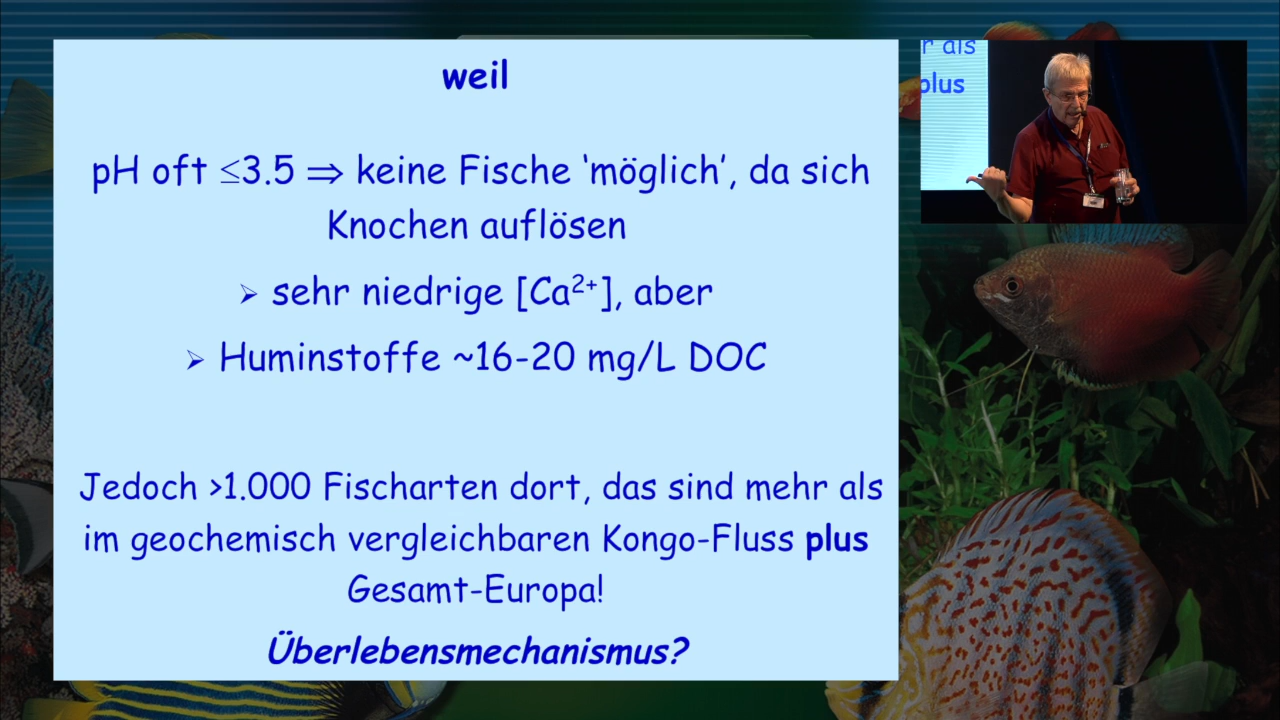 weil
pH oft ≤3.5 ⇒ keine Fische ‘möglich’, da sich
Knochen auflösen
➢ sehr niedrige [Ca²⁺], aber
➢ Huminstoffe ~16-20 mg/L DOC
Jedoch >1.000 Fischarten dort, das sind mehr als
im geochemisch vergleichbaren Kongo-Fluss plus
Gesamt-Europa!
Überlebensmechanismus?
r als
plus